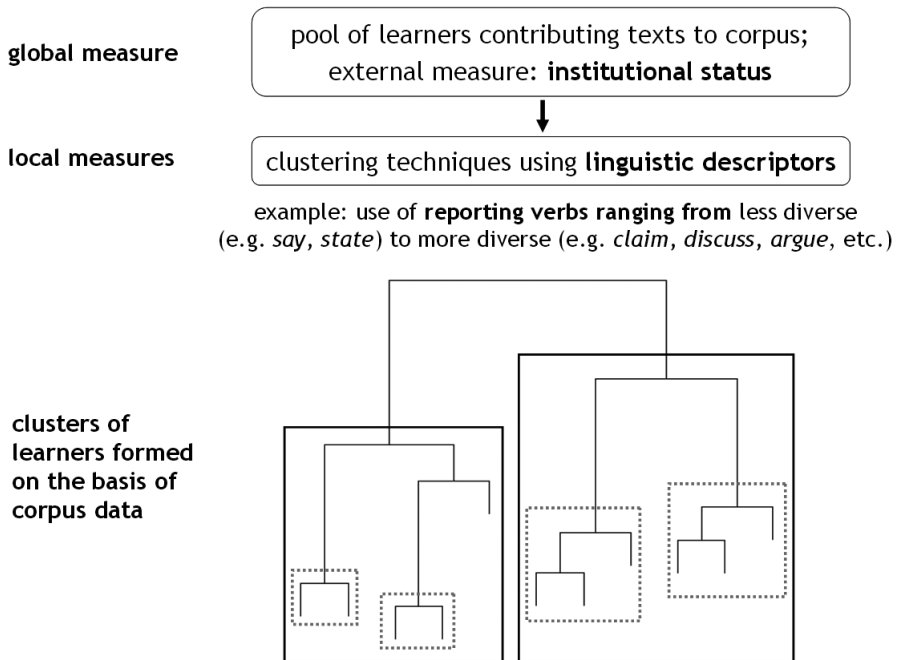 global measure
pool of learners contributing texts to corpus;
external measure: institutional status
local measures
clustering techniques using linguistic descriptors
example: use of reporting verbs ranging from less diverse
(e.g. say, state) to more diverse (e.g. claim, discuss, argue, etc.)
clusters of
learners formed
on the basis of
corpus data